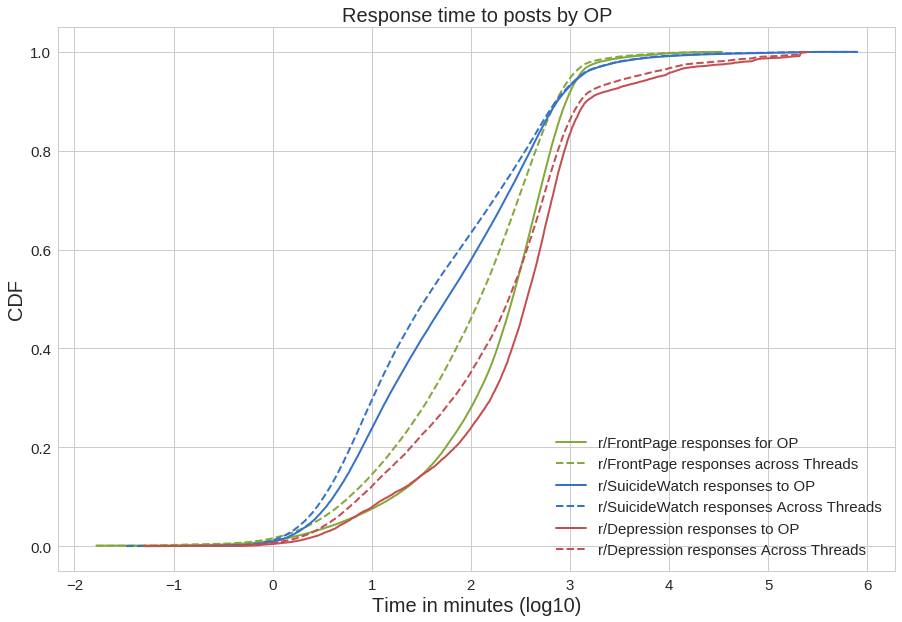 Response time to posts by OP
CDF
1.0
0.8
0.6
0.4
0.2
0.0
r/FrontPage responses for OP
r/FrontPage responses across Threads
r/SuicideWatch responses to OP
r/SuicideWatch responses Across Threads
r/Depression responses to OP
r/Depression responses Across Threads
−2 −1 0 1 2 3 4 5 6
Time in minutes (log10)